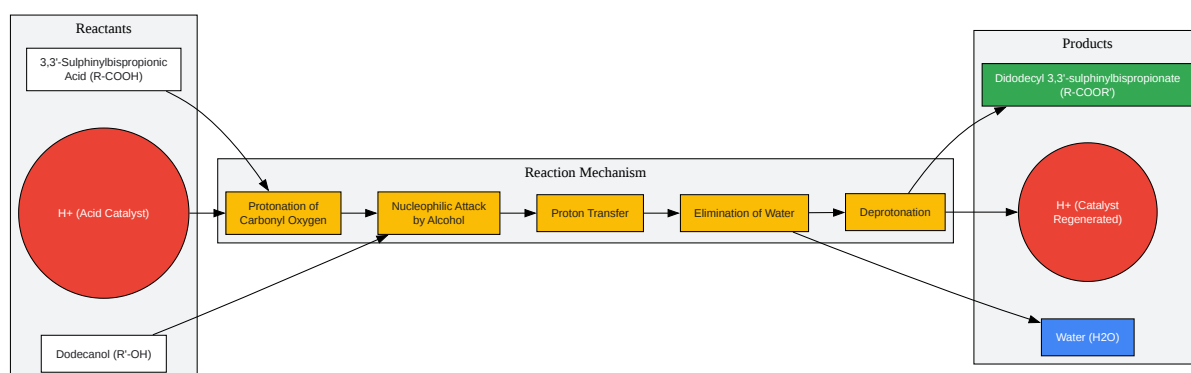 Reactants
3,3'-Sulphinylbispropionic
Acid (R-COOH)
H+ (Acid Catalyst)
Dodecanol (R'-OH)
Reaction Mechanism
Protonation of
Carbonyl Oxygen
Nucleophilic Attack
by Alcohol
Proton Transfer
Elimination of Water
Deprotonation
Products
Didodecyl 3,3'-sulphinylbispropionate
(R-COOR')
H+ (Catalyst
Regenerated)
Water (H2O)